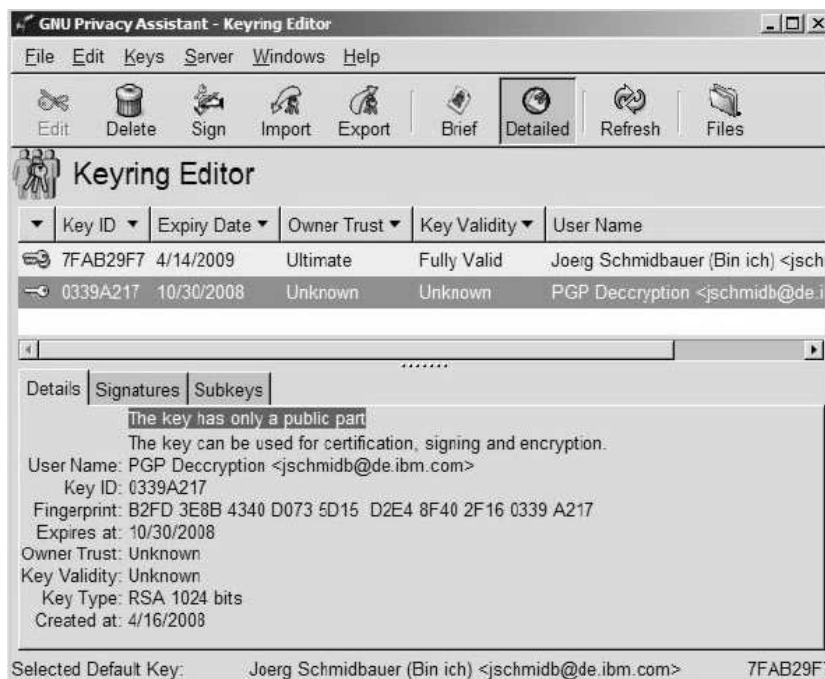 GNU Privacy Assistant - Keyring Editor
File Edit Keys Server Windows Help
Edit Delete Sign Import Export Brief Detailed Refresh Files
Keyring Editor
Key ID Expiry Date Owner Trust Key Validity User Name
7FAB29F7 4/14/2009 Ultimate Fully Valid Joerg Schmidbauer (Bin ich) <jsch
0339A217 10/30/2008 Unknown Unknown PGP Deccryption <jschmidb@de.i
Details Signatures Subkeys
The key has only a public part
The key can be used for certification, signing and encryption.
User Name: PGP Deccryption <jschmidb@de.ibm.com>
Key ID: 0339A217
Fingerprint: B2FD 3E8B 4340 D073 5D15 D2E4 8F40 2F16 0339 A217
Expires at: 10/30/2008
Owner Trust: Unknown
Key Validity: Unknown
Key Type: RSA 1024 bits
Created at: 4/16/2008
Selected Default Key: Joerg Schmidbauer (Bin ich) <jschmidb@de.ibm.com> 7FAB29F7